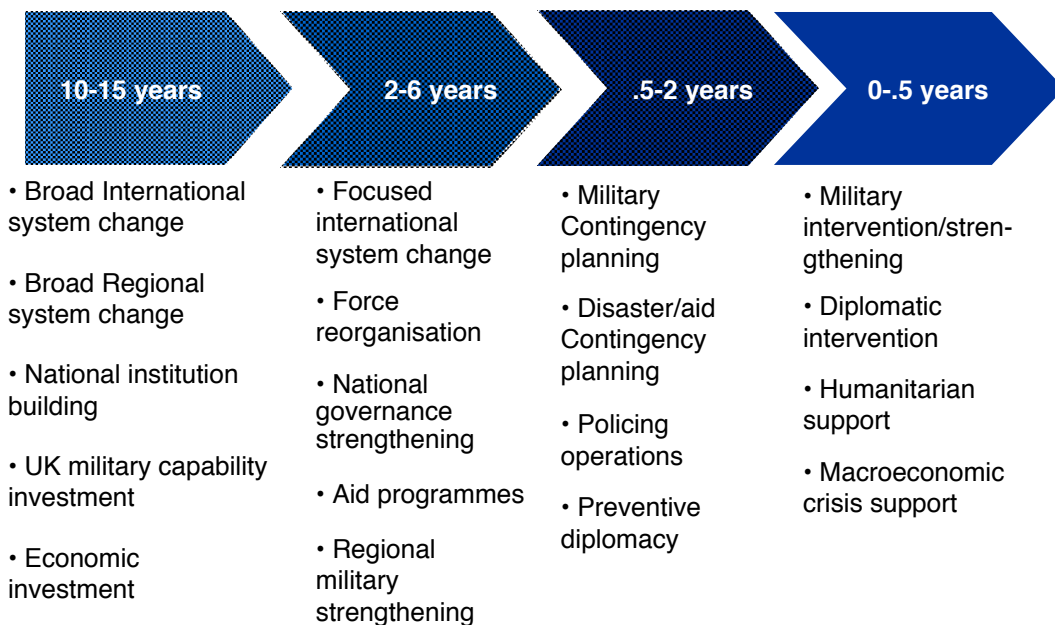 10-15 years
2-6 years
.5-2 years
0-.5 years
• Broad International
system change
• Broad Regional
system change
• National institution
building
• UK military capability
investment
• Economic
investment
• Focused
international
system change
• Force
reorganisation
• National
governance
strengthening
• Aid programmes
• Regional
military
strengthening
• Military
Contingency
planning
• Disaster/aid
Contingency
planning
• Policing
operations
• Preventive
diplomacy
• Military
intervention/stren-
gthening
• Diplomatic
intervention
• Humanitarian
support
• Macroeconomic
crisis support